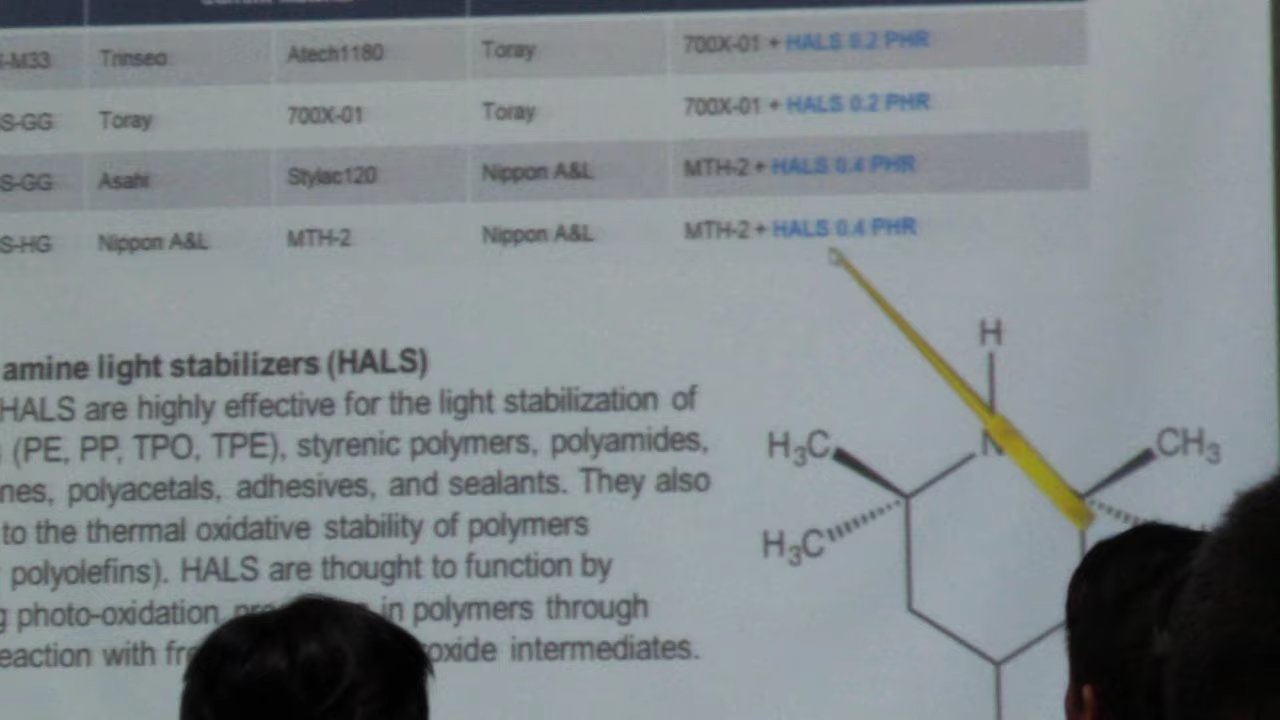 -M33 Trinseo Atech1180 Toray 700X-01 + HALS 0.2 PHR
S-GG Toray 700X-01 Toray 700X-01 + HALS 0.2 PHR
S-GG Asahi Stylac120 Nippon A&L MTH-2 + HALS 0.4 PHR
S-HG Nippon A&L MTH-2 Nippon A&L MTH-2 + HALS 0.4 PHR
amine light stabilizers (HALS)
HALS are highly effective for the light stabilization of
(PE, PP, TPO, TPE), styrenic polymers, polyamides,
nes, polyacetals, adhesives, and sealants. They also
to the thermal oxidative stability of polymers
polyolefins). HALS are thought to function by
g photo-oxidation in polymers through
eaction with oxide intermediates.
H
N
H₃C CH₃
H₃C